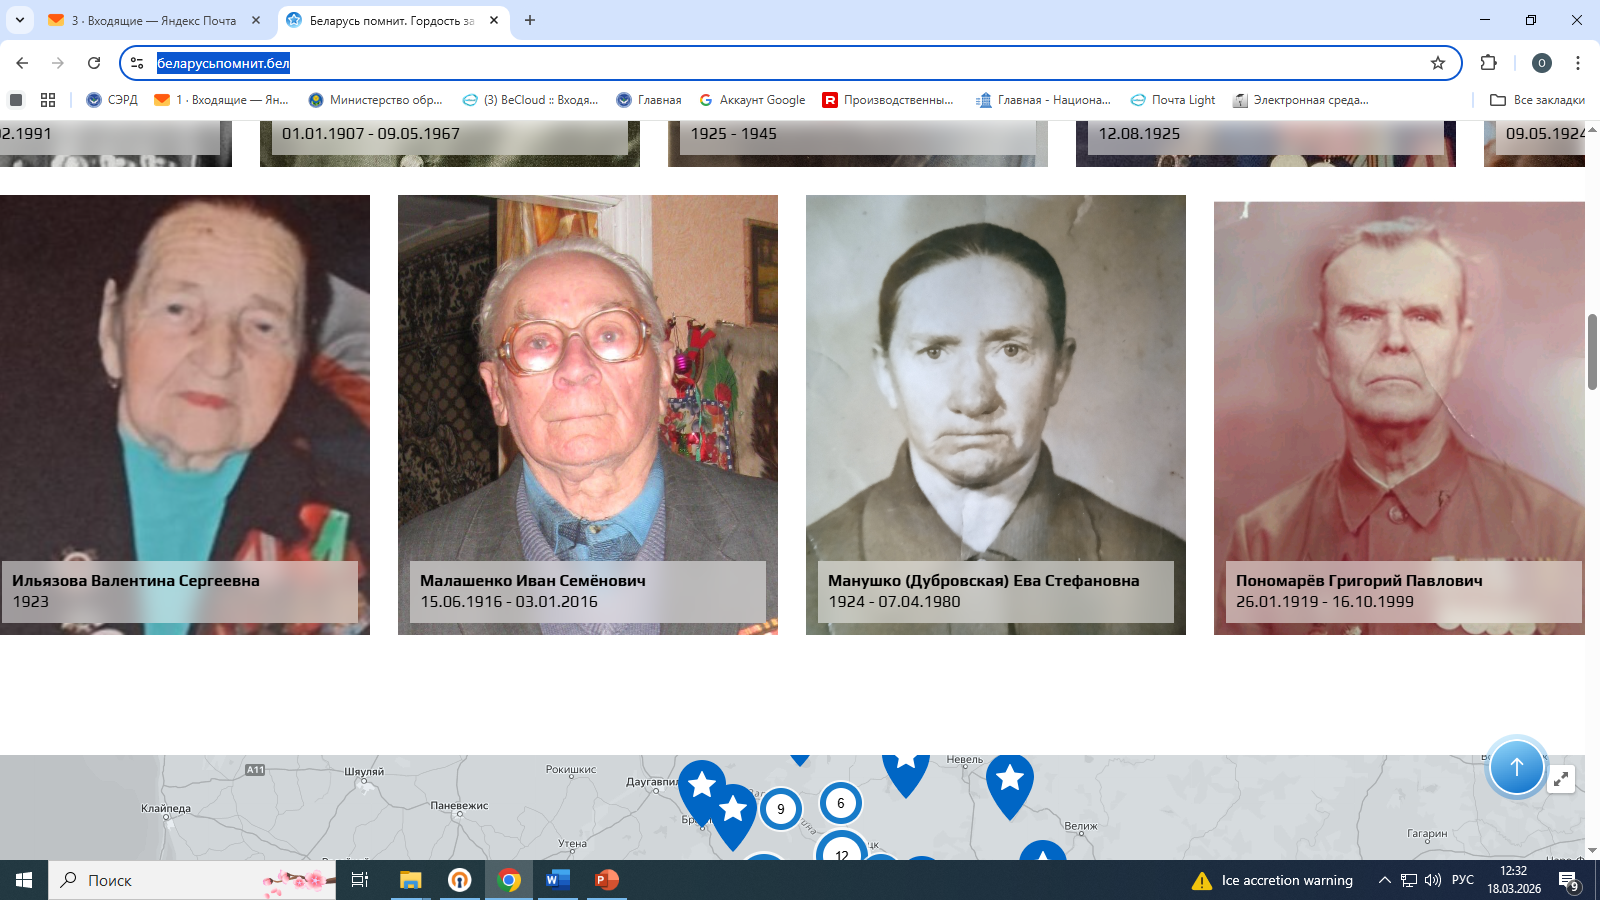 3 · Входящие — Яндекс Почта
Беларусь помнит. Гордость за
беларусьпомнит.бел
О
СЭРД
1 · Входящие — Ян...
Министерство обр...
(3) BeCloud :: Входя...
Главная
Аккаунт Google
Производственны...
Главная - Национа...
Почта Light
Электронная среда...
Все закладки
02.1991
01.01.1907 - 09.05.1967
1925 - 1945
12.08.1925
09.05.1924
Ильязова Валентина Сергеевна
1923
Малашенко Иван Семёнович
15.06.1916 - 03.01.2016
Манушко (Дубровская) Ева Стефановна
1924 - 07.04.1980
Пономарёв Григорий Павлович
26.01.1919 - 16.10.1999
A11
Шяуляй
Рокишкис
Даугавпил
Невель
Клайпеда
Паневежис
9
6
Утена
Велиж
Гагарин
12
Поиск
Ice accretion warning
РУС
12:32
18.03.2026
9